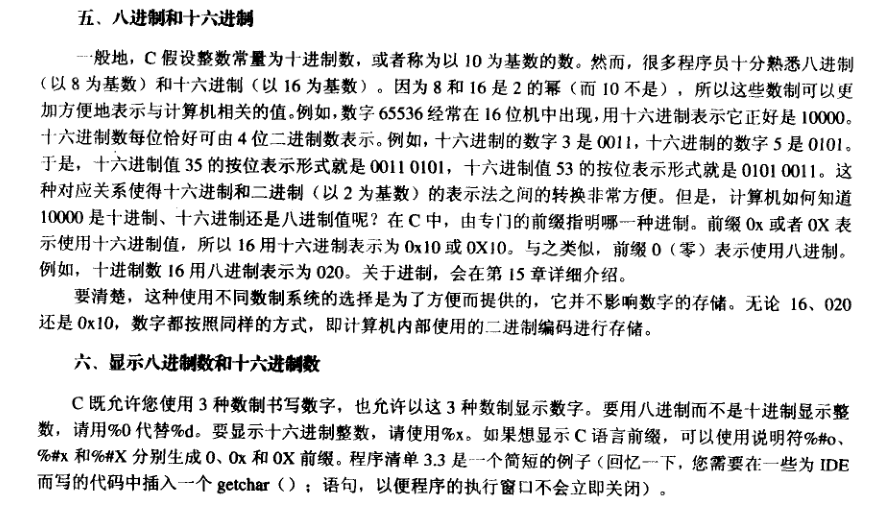 五、八进制和十六进制
一般地，C 假设整数常量为十进制数，或者称为以 10 为基数的数。然而，很多程序员十分熟悉八进制
（以 8 为基数）和十六进制（以 16 为基数）。因为 8 和 16 是 2 的幂（而 10 不是），所以这些数制可以更
加方便地表示与计算机相关的值。例如，数字 65536 经常在 16 位机中出现，用十六进制表示它正好是 10000。
十六进制数每位恰好可由 4 位二进制数表示。例如，十六进制的数字 3 是 0011，十六进制的数字 5 是 0101。
于是，十六进制值 35 的按位表示形式就是 0011 0101，十六进制值 53 的按位表示形式就是 0101 0011。这
种对应关系使得十六进制和二进制（以 2 为基数）的表示法之间的转换非常方便。但是，计算机如何知道
10000 是十进制、十六进制还是八进制值呢？在 C 中，由专门的前缀指明哪一种进制。前缀 0x 或者 0X 表
示使用十六进制值，所以 16 用十六进制表示为 0x10 或 0X10。与之类似，前缀 0（零）表示使用八进制。
例如，十进制数 16 用八进制表示为 020。关于进制，会在第 15 章详细介绍。
要清楚，这种使用不同数制系统的选择是为了方便而提供的，它并不影响数字的存储。无论 16、020
还是 0x10，数字都按照同样的方式，即计算机内部使用的二进制编码进行存储。
六、显示八进制数和十六进制数
C 既允许您使用 3 种数制书写数字，也允许以这 3 种数制显示数字。要用八进制而不是十进制显示整
数，请用%0 代替%d。要显示十六进制整数，请使用%x。如果想显示 C 语言前缀，可以使用说明符%#o、
%#x 和%#X 分别生成 0、0x 和 0X 前缀。程序清单 3.3 是一个简短的例子（回忆一下，您需要在一些为 IDE
而写的代码中插入一个 getchar（）；语句，以便程序的执行窗口不会立即关闭）。